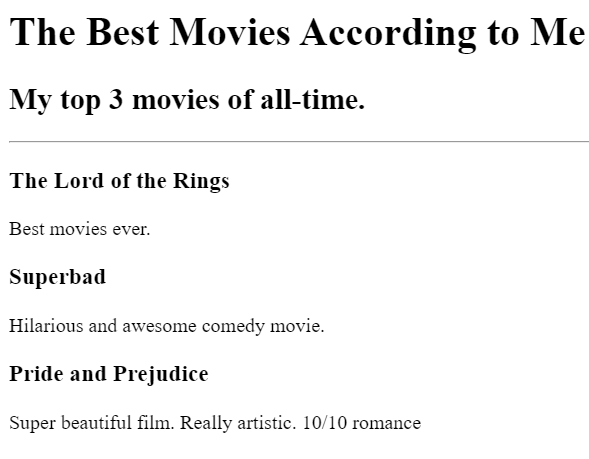 The Best Movies According to Me
My top 3 movies of all-time.
The Lord of the Rings
Best movies ever.
Superbad
Hilarious and awesome comedy movie.
Pride and Prejudice
Super beautiful film. Really artistic. 10/10 romance